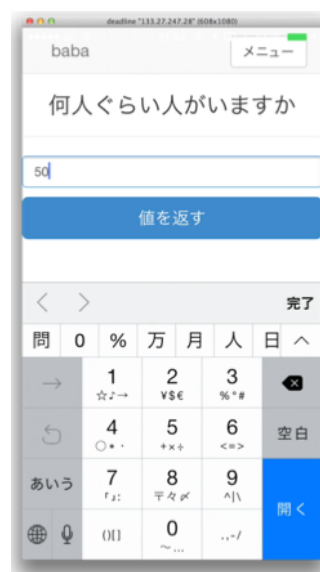 deadline "133.27.247.28" (608x1080)
baba
メニュー
何人ぐらい人がいますか
50
値を返す
完了
問 0 % 万 月 人 日
→ 1 2 3
☆♪→ ¥$€ %°#
4 5 6 空白
○*・ +×÷ <=>
あいう 7 8 9
「」: 〒々〆 ^|\
開く
()[] 0 .,-/
~…